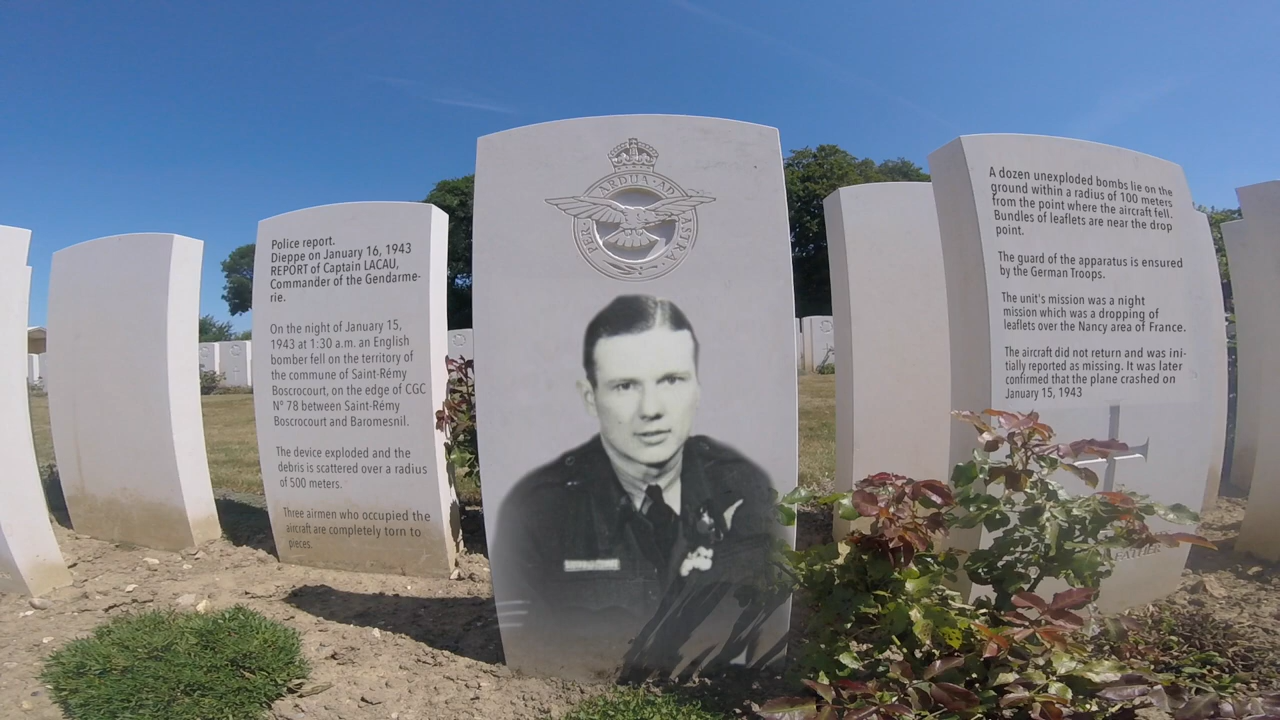 Police report.
Dieppe on January 16, 1943
REPORT of Captain LACAU,
Commander of the Gendarme-
rie.
On the night of January 15,
1943 at 1:30 a.m. an English
bomber fell on the territory of
the commune of Saint-Rémy
Boscrocourt, on the edge of CGC
N° 78 between Saint-Rémy
Boscrocourt and Baromesnil.
The device exploded and the
debris is scattered over a radius
of 500 meters.
Three airmen who occupied the
aircraft are completely torn to
pieces.
PER · ARDUA · AD ASTRA
A dozen unexploded bombs lie on the
ground within a radius of 100 meters
from the point where the aircraft fell.
Bundles of leaflets are near the drop
point.
The guard of the apparatus is ensured
by the German Troops.
The unit's mission was a night
mission which was a dropping of
leaflets over the Nancy area of France.
The aircraft did not return and was ini-
tially reported as missing. It was later
confirmed that the plane crashed on
January 15, 1943